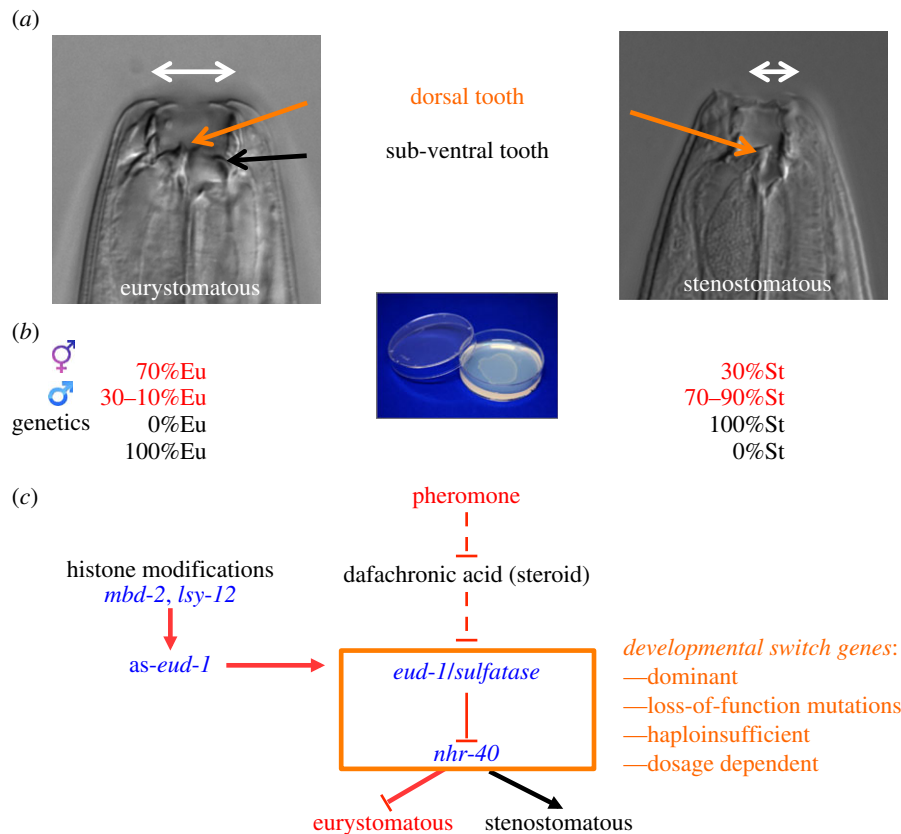 (a)
dorsal tooth
sub-ventral tooth
eurystomatous
stenostomatous
(b)
70%Eu
30%St
30–10%Eu
70–90%St
genetics
0%Eu
100%St
100%Eu
0%St
(c)
pheromone
histone modifications
mbd-2, lsy-12
dafachronic acid (steroid)
as-eud-1
eud-1/sulfatase
nhr-40
developmental switch genes:
—dominant
—loss-of-function mutations
—haploinsufficient
—dosage dependent
eurystomatous
stenostomatous